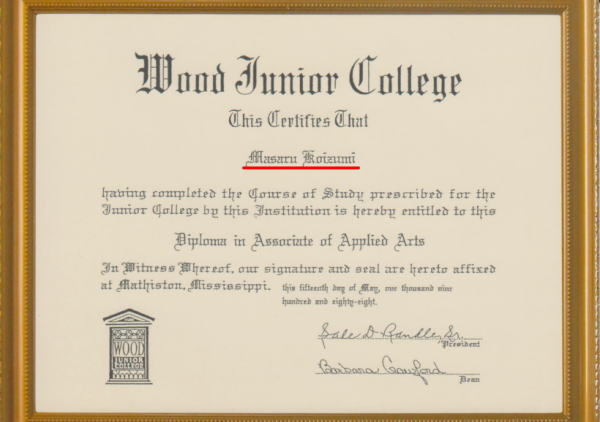 Wood Junior College
This Certifies That
Masaru Koizumi
having completed the Course of Study prescribed for the
Junior College by this Institution is hereby entitled to this
Diploma in Associate of Applied Arts
In Witness Whereof, our signature and seal are hereto affixed
at Mathiston, Mississippi. this fifteenth day of May, one thousand nine
hundred and eighty-eight.
WOOD
JUNIOR
COLLEGE
President
Barbara Crawford
Dean